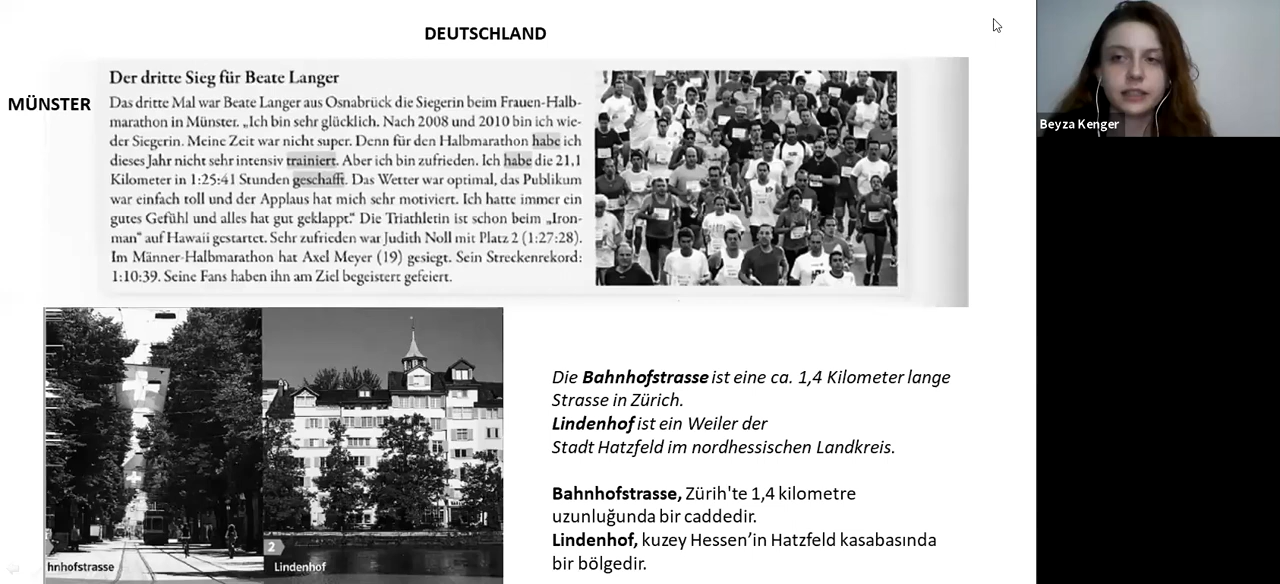 DEUTSCHLAND
MÜNSTER
Der dritte Sieg für Beate Langer
Das dritte Mal war Beate Langer aus Osnabrück die Siegerin beim Frauen-Halb-
marathon in Münster. „Ich bin sehr glücklich. Nach 2008 und 2010 bin ich wie-
der Siegerin. Meine Zeit war nicht super. Denn für den Halbmarathon habe ich
dieses Jahr nicht sehr intensiv trainiert. Aber ich bin zufrieden. Ich habe die 21,1
Kilometer in 1:25:41 Stunden geschafft. Das Wetter war optimal, das Publikum
war einfach toll und der Applaus hat mich sehr motiviert. Ich hatte immer ein
gutes Gefühl und alles hat gut geklappt.“ Die Triathletin ist schon beim „Iron-
man“ auf Hawaii gestartet. Sehr zufrieden war Judith Noll mit Platz 2 (1:27:28).
Im Männer-Halbmarathon hat Axel Meyer (19) gesiegt. Sein Streckenrekord:
1:10:39. Seine Fans haben ihn am Ziel begeistert gefeiert.
Beyza Kenger
hnhofstrasse
2
Lindenhof
Die Bahnhofstrasse ist eine ca. 1,4 Kilometer lange
Strasse in Zürich.
Lindenhof ist ein Weiler der
Stadt Hatzfeld im nordhessischen Landkreis.
Bahnhofstrasse, Zürih'te 1,4 kilometre
uzunluğunda bir caddedir.
Lindenhof, kuzey Hessen’in Hatzfeld kasabasında
bir bölgedir.